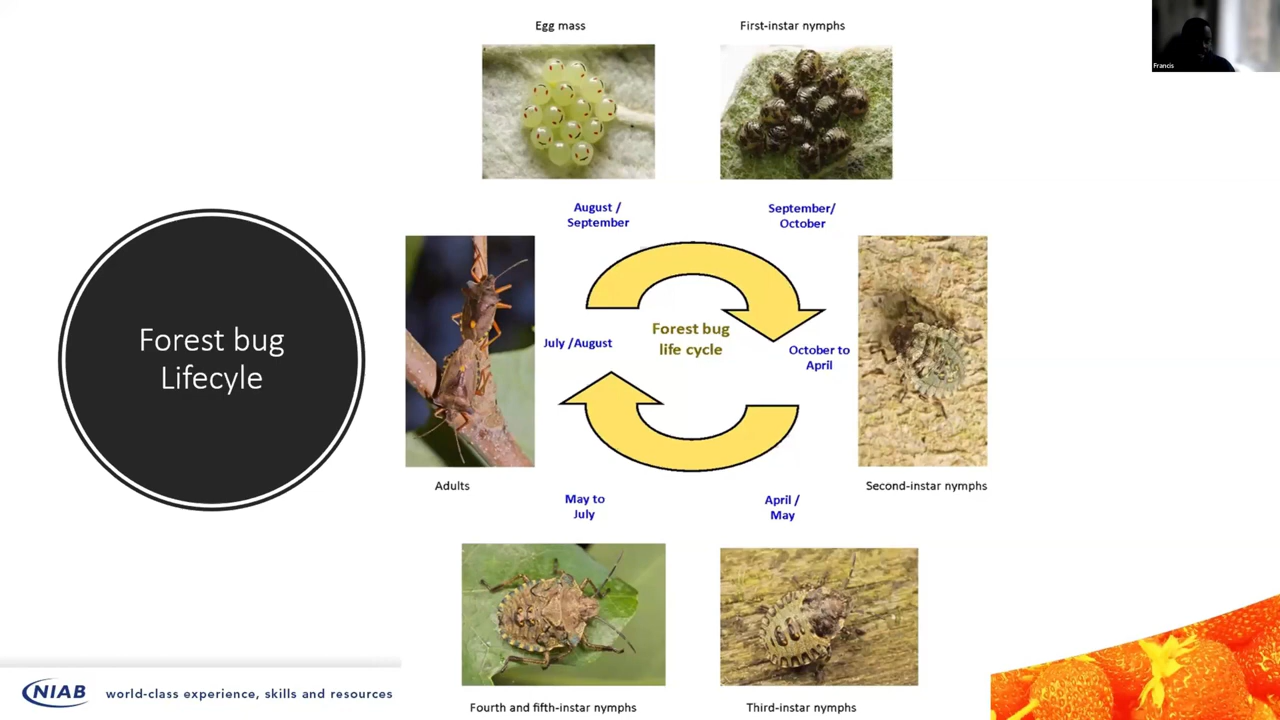 Egg mass
First-instar nymphs
Francis
August /
September
September/
October
Forest bug
Lifecyle
July /August
Forest bug
life cycle
October to
April
Adults
Second-instar nymphs
May to
July
April /
May
Fourth and fifth-instar nymphs
Third-instar nymphs
NIAB
world-class experience, skills and resources